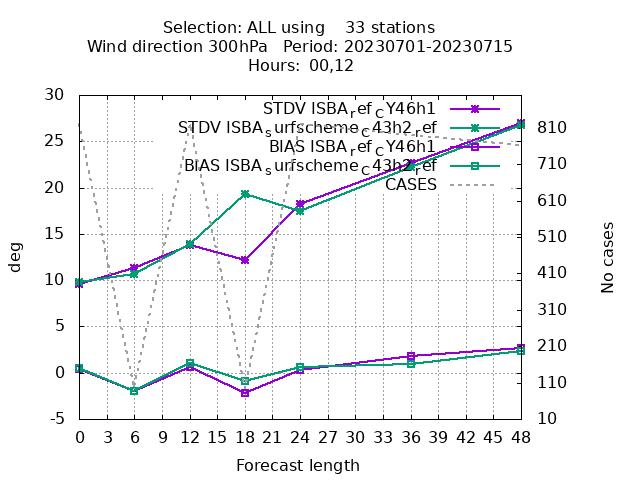 Selection: ALL using    33 stations
Wind direction 300hPa   Period: 20230701-20230715
Hours:  00,12
STDV ISBA_ref_CY46h1
STDV ISBA_surfscheme_C43h2_ref
BIAS ISBA_ref_CY46h1
BIAS ISBA_surfscheme_C43h2_ref
CASES
deg
30
25
20
15
10
5
0
-5
810
710
610
510
410
310
210
110
10
No cases
0 3 6 9 12 15 18 21 24 27 30 33 36 39 42 45 48
Forecast length